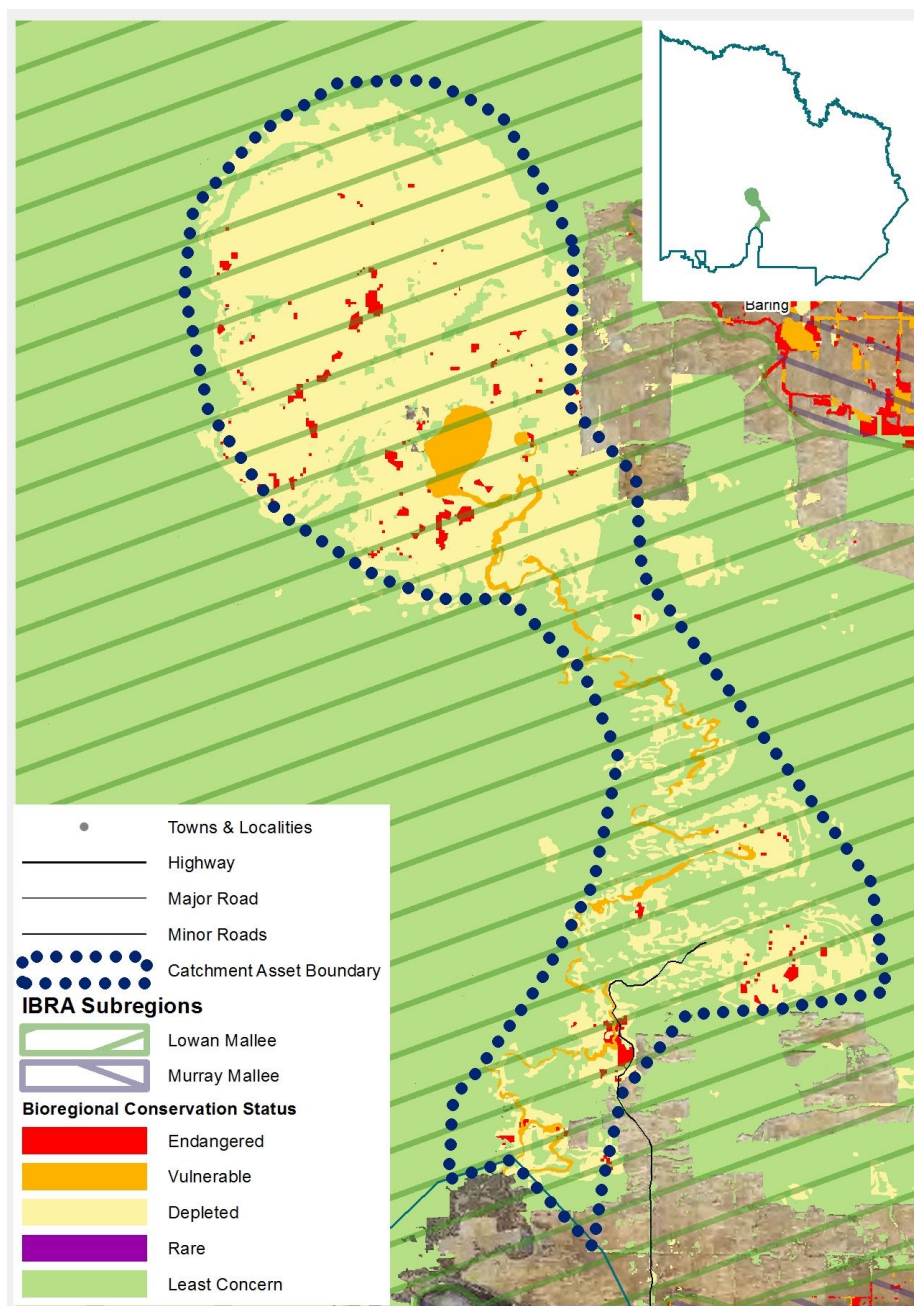 Baring
Towns & Localities
Highway
Major Road
Minor Roads
Catchment Asset Boundary
IBRA Subregions
Lowan Mallee
Murray Mallee
Bioregional Conservation Status
Endangered
Vulnerable
Depleted
Rare
Least Concern